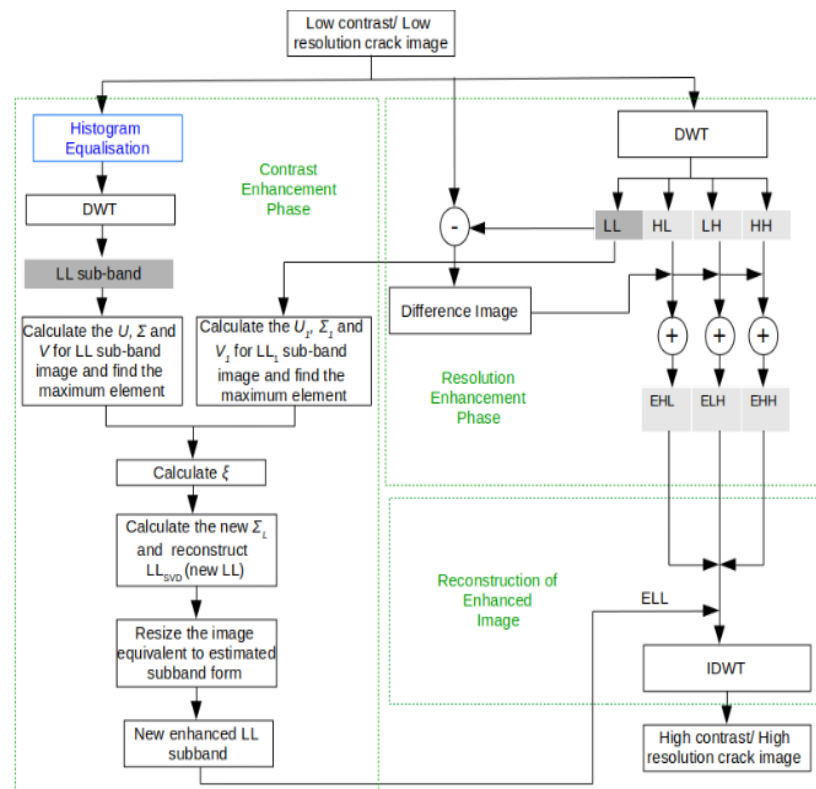 Low contrast/ Low
resolution crack image
Histogram
Equalisation
DWT
LL sub-band
Calculate the U, Σ and
V for LL sub-band
image and find the
maximum element
Calculate the U₁, Σ₁ and
V₁ for LL₁ sub-band
image and find the
maximum element
Contrast
Enhancement
Phase
Calculate ξ
Calculate the new Σ_L
and reconstruct
LL_SVD (new LL)
Resize the image
equivalent to estimated
subband form
New enhanced LL
subband
DWT
LL HL LH HH
-
Difference Image
+ + +
Resolution
Enhancement
Phase
EHL ELH EHH
Reconstruction of
Enhanced
Image
ELL
IDWT
High contrast/ High
resolution crack image